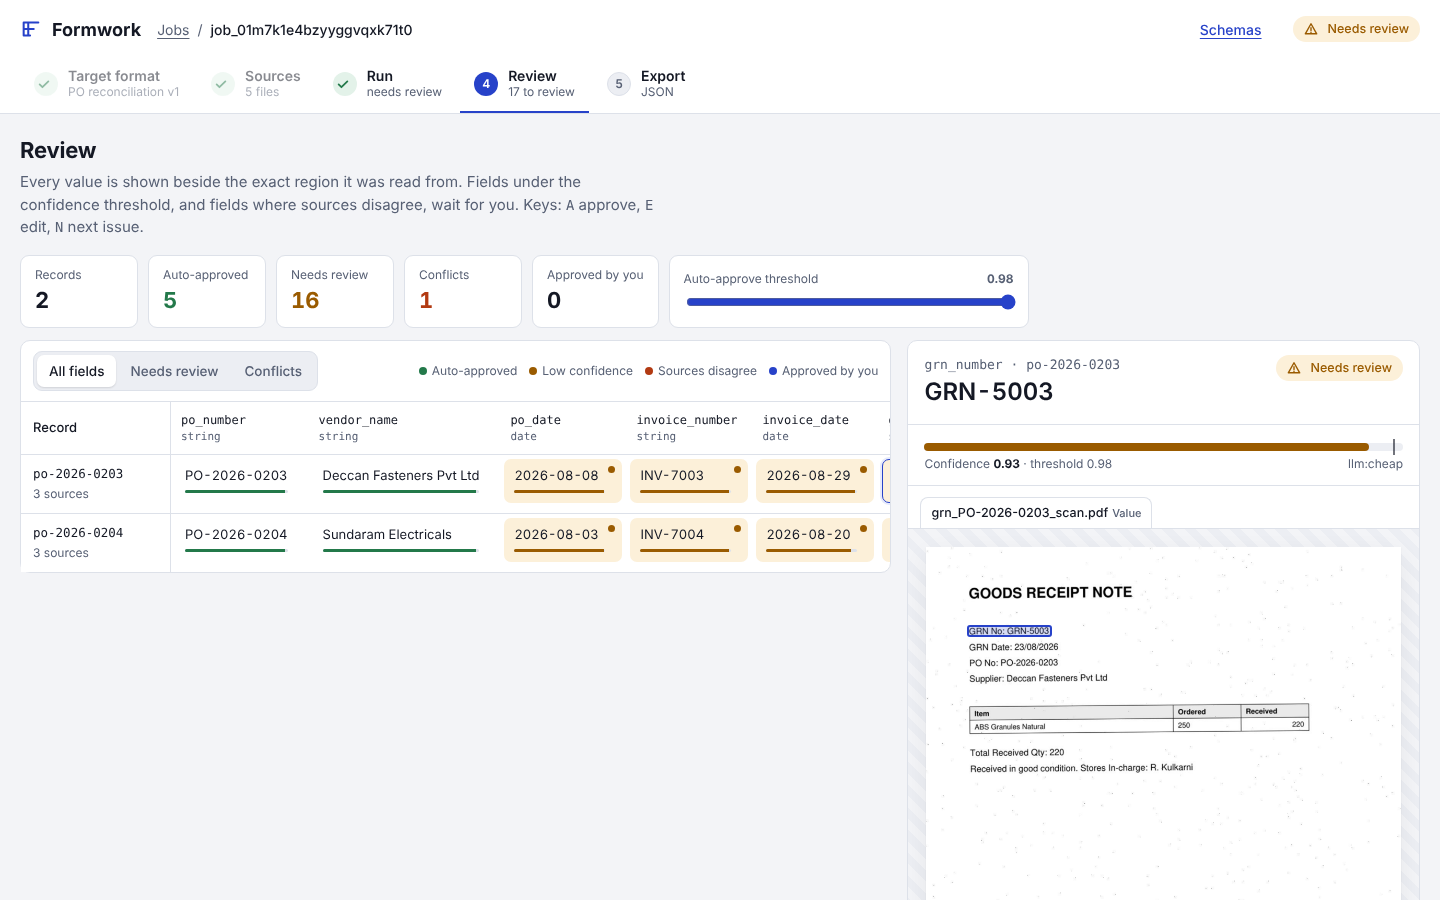 Formwork Jobs / job_01m7k1e4bzyyggvqxk71t0 Schemas Needs review
Target format
PO reconciliation v1
Sources
5 files
Run
needs review
4 Review
17 to review
5 Export
JSON
Review
Every value is shown beside the exact region it was read from. Fields under the
confidence threshold, and fields where sources disagree, wait for you. Keys: A approve, E
edit, N next issue.
Records
2
Auto-approved
5
Needs review
16
Conflicts
1
Approved by you
0
Auto-approve threshold 0.98
All fields Needs review Conflicts Auto-approved Low confidence Sources disagree Approved by you
Record po_number vendor_name po_date invoice_number invoice_date
string string date string date
po-2026-0203 PO-2026-0203 Deccan Fasteners Pvt Ltd 2026-08-08 INV-7003 2026-08-29
3 sources
po-2026-0204 PO-2026-0204 Sundaram Electricals 2026-08-03 INV-7004 2026-08-20
3 sources
grn_number · po-2026-0203 Needs review
GRN-5003
Confidence 0.93 · threshold 0.98 llm:cheap
grn_PO-2026-0203_scan.pdf Value
GOODS RECEIPT NOTE
GRN No: GRN-5003
GRN Date: 23/08/2026
PO No: PO-2026-0203
Supplier: Deccan Fasteners Pvt Ltd
Item Ordered Received
ABS Granules Natural 250 220
Total Received Qty: 220
Received in good condition. Stores In-charge: R. Kulkarni